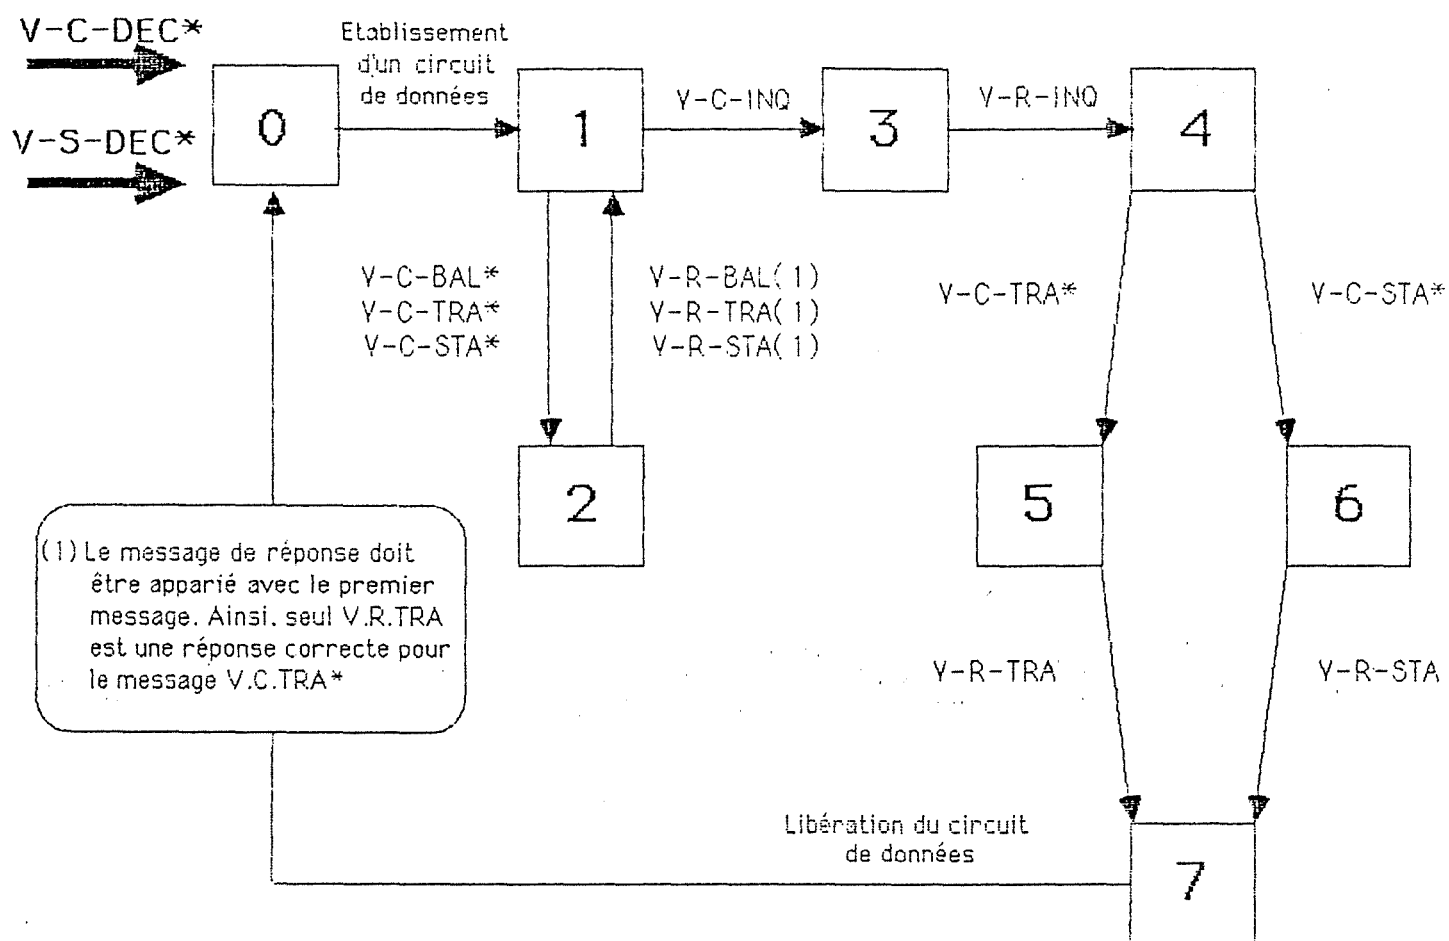 V-C-DEC*
V-S-DEC*
Etablissement
d'un circuit
de données
0
1
V-C-INQ
3
V-R-INQ
4
V-C-BAL*
V-C-TRA*
V-C-STA*
V-R-BAL(1)
V-R-TRA(1)
V-R-STA(1)
V-C-TRA*
V-C-STA*
2
5
6
(1) Le message de réponse doit
être apparié avec le premier
message. Ainsi. seul V.R.TRA
est une réponse correcte pour
le message V.C.TRA*
V-R-TRA
V-R-STA
Libération du circuit
de données
7